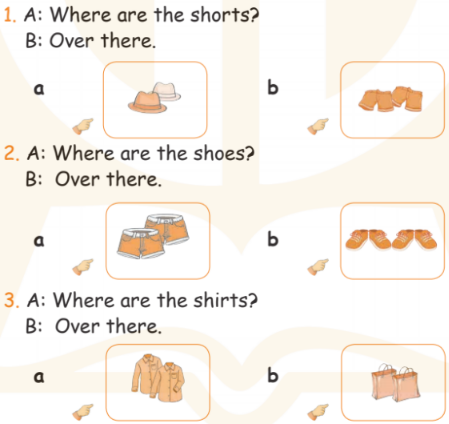 1. A: Where are the shorts?
B: Over there.
a b
2. A: Where are the shoes?
B: Over there.
a b
3. A: Where are the shirts?
B: Over there.
a b